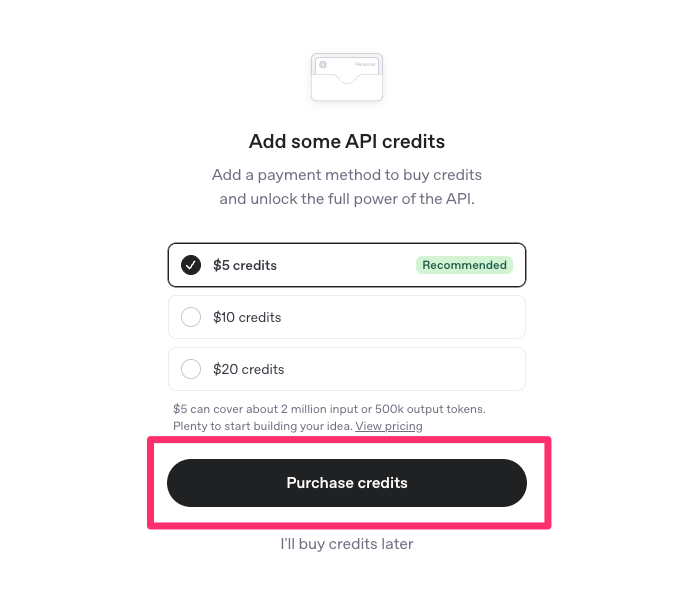 Personal
Add some API credits
Add a payment method to buy credits
and unlock the full power of the API.
$5 credits
Recommended
$10 credits
$20 credits
$5 can cover about 2 million input or 500k output tokens.
Plenty to start building your idea. View pricing
Purchase credits
I'll buy credits later